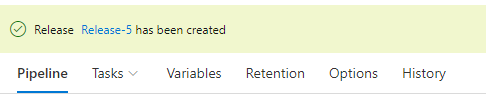 Release Release-5 has been created
Pipeline Tasks Variables Retention Options History